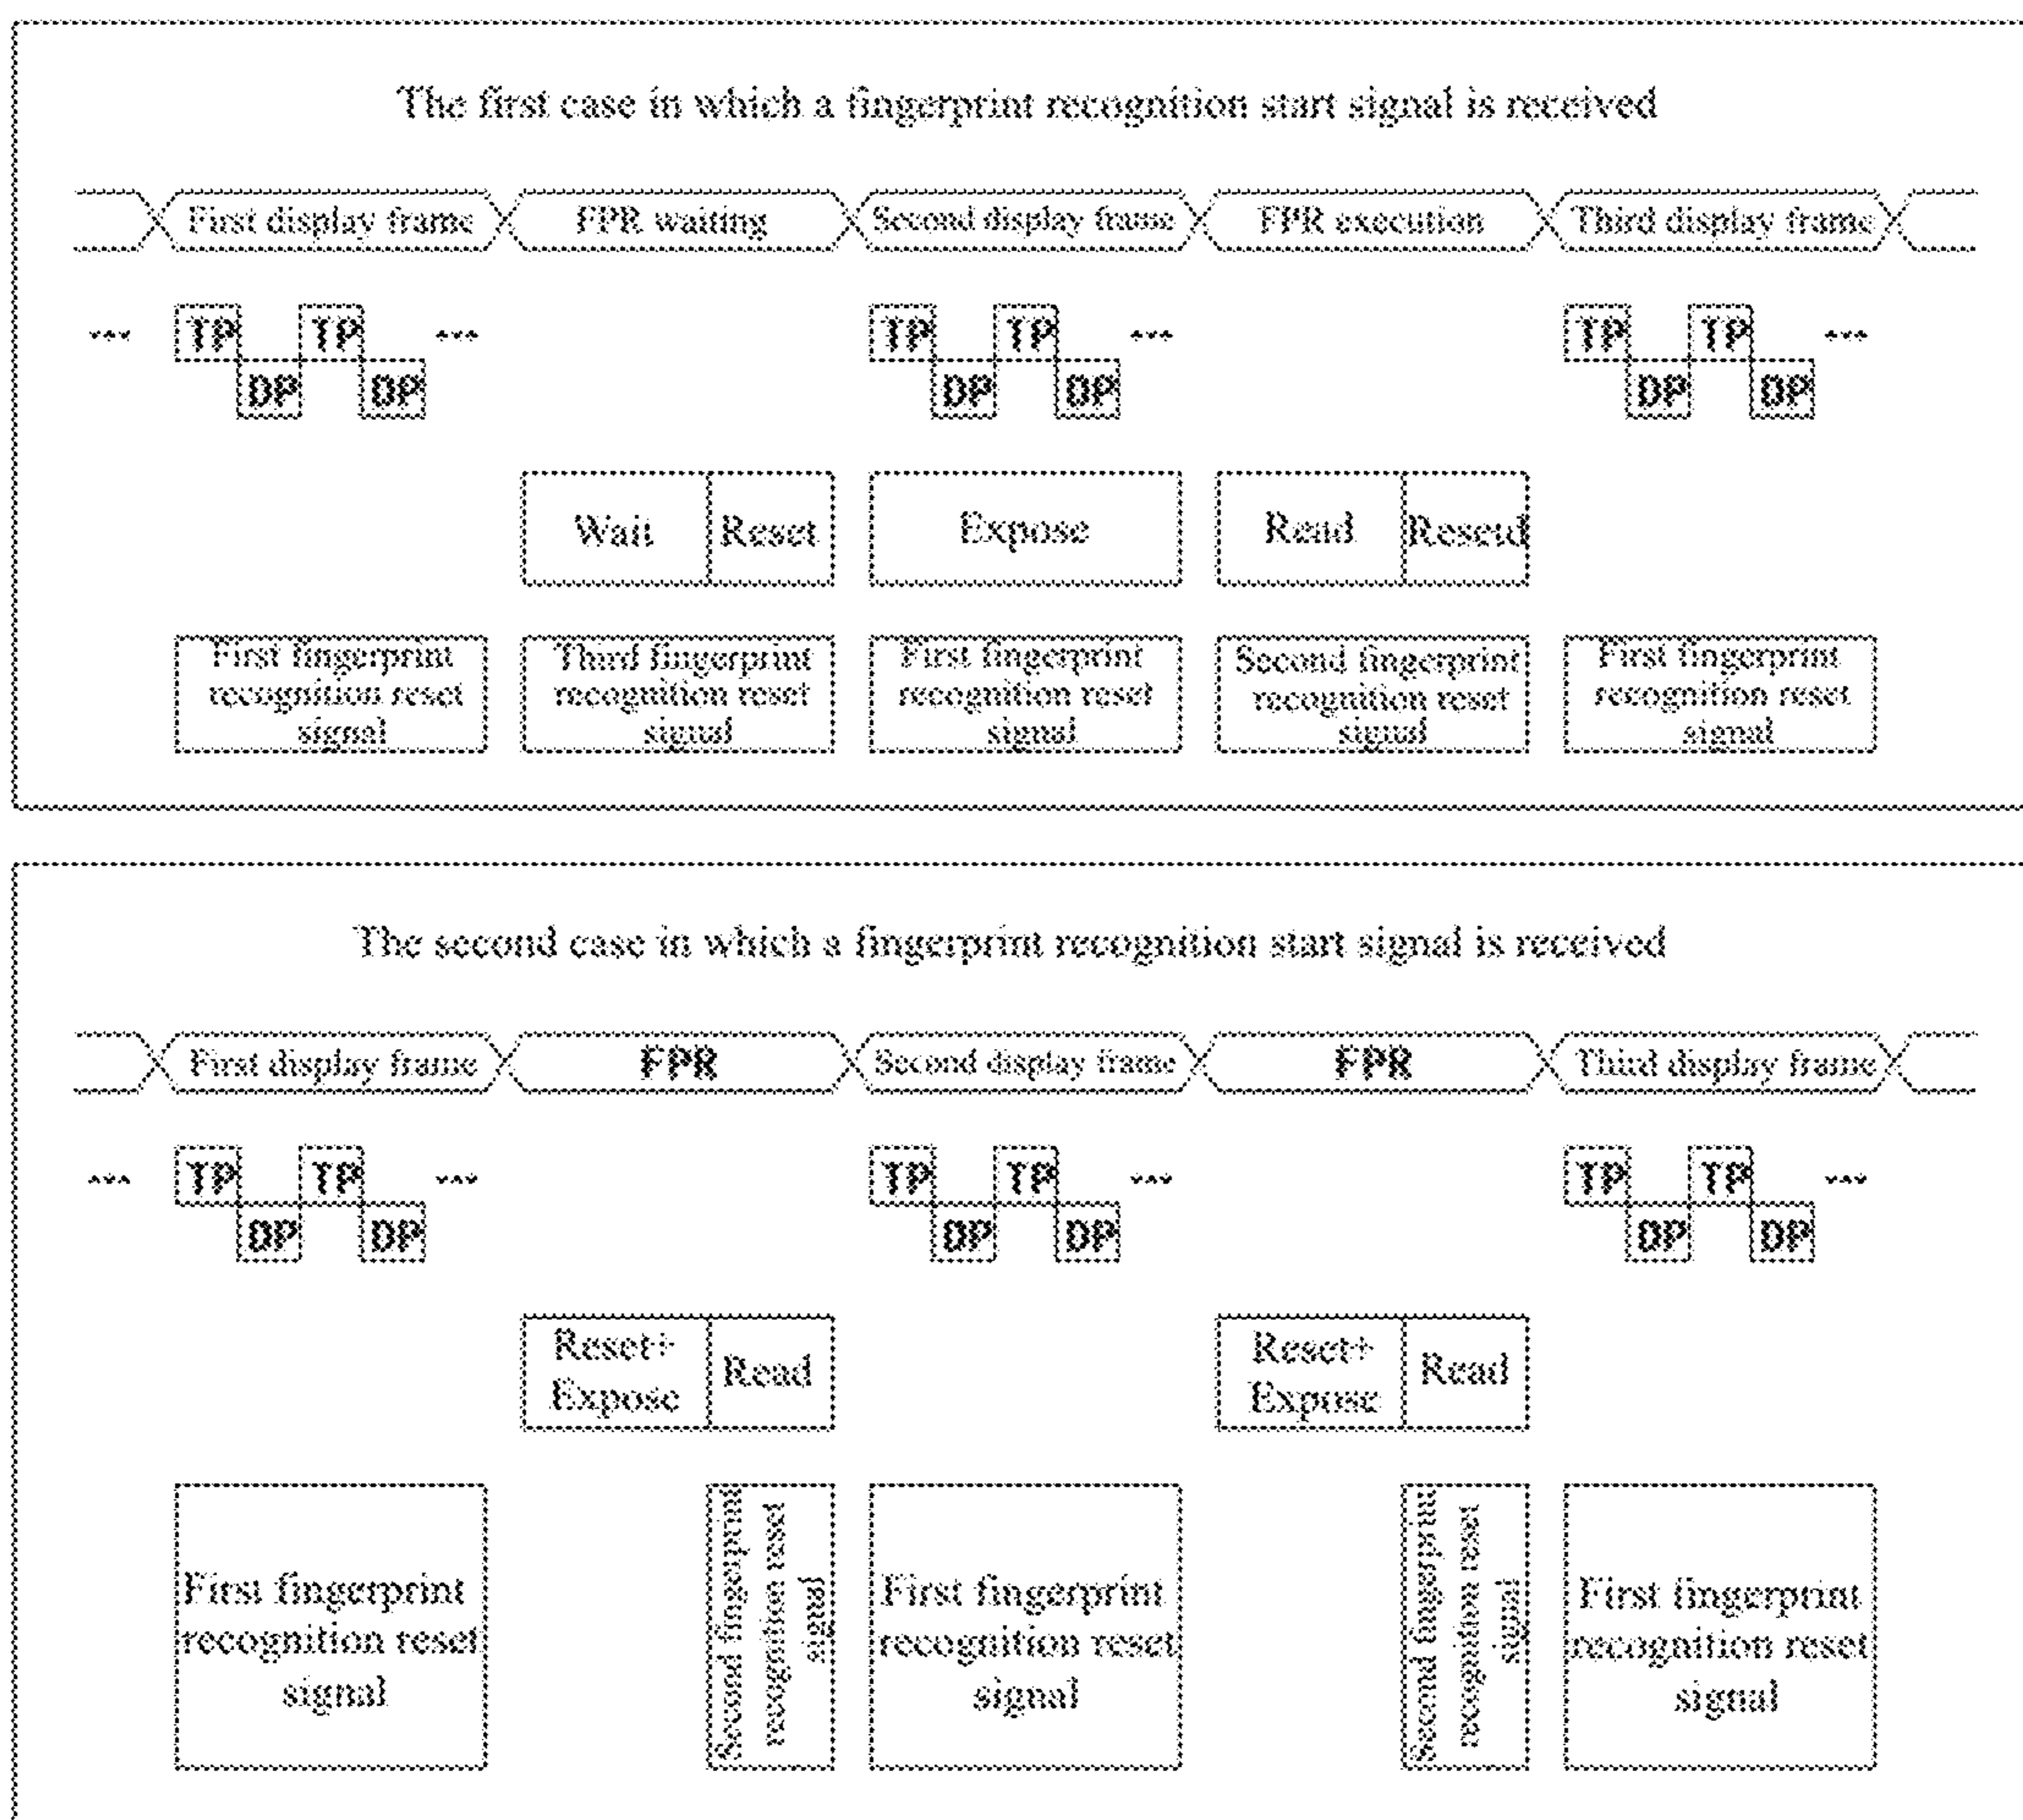 The first case in which a fingerprint recognition start signal is received
First display frame FPR waiting Second display frame FPR execution Third display frame
... TP TP ... TP TP ... TP TP ...
DP DP DP DP DP DP
Wait Reset Expose Read Resetd
First fingerprint recognition reset signal
Third fingerprint recognition reset signal
First fingerprint recognition reset signal
Second fingerprint recognition reset signal
First fingerprint recognition reset signal
The second case in which a fingerprint recognition start signal is received
First display frame FPR Second display frame FPR Third display frame
... TP TP ... TP TP ... TP TP ...
DP DP DP DP DP DP
Reset+
Expose
Read
Reset+
Expose
Read
First fingerprint
recognition reset
signal
Second fingerprint
recognition reset
signal
First fingerprint
recognition reset
signal
Second fingerprint
recognition reset
signal
First fingerprint
recognition reset
signal